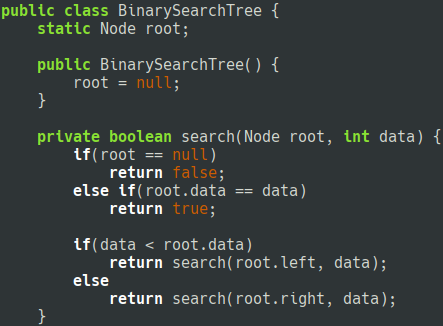 public class BinarySearchTree {
    static Node root;

    public BinarySearchTree() {
        root = null;
    }

    private boolean search(Node root, int data) {
        if(root == null)
            return false;
        else if(root.data == data)
            return true;

        if(data < root.data)
            return search(root.left, data);
        else
            return search(root.right, data);
    }